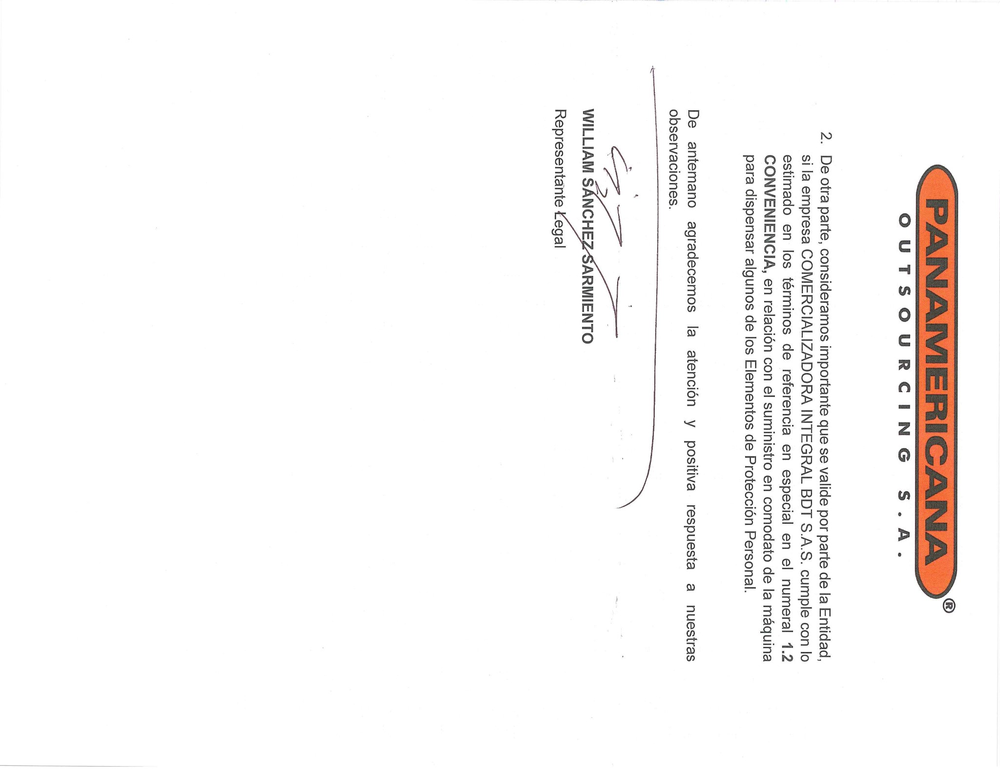 PANAMERICANA®
OUTSOURCING S.A.
2. De otra parte, consideramos importante que se valide por parte de la Entidad,
si la empresa COMERCIALIZADORA INTEGRAL BDT S.A.S. cumple con lo
estimado en los términos de referencia en especial en el numeral 1.2
CONVENIENCIA, en relación con el suministro en comodato de la máquina
para dispensar algunos de los Elementos de Protección Personal.
De antemano agradecemos la atención y positiva respuesta a nuestras
observaciones.
WILLIAM SÁNCHEZ SARMIENTO
Representante Legal